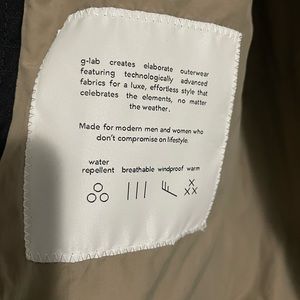 g-lab creates elaborate outerwear
featuring technologically advanced
fabrics for a luxe, effortless style that
celebrates the elements, no matter
the weather.
Made for modern men and women who
don't compromise on lifestyle.
water
repellent breathable windproof warm